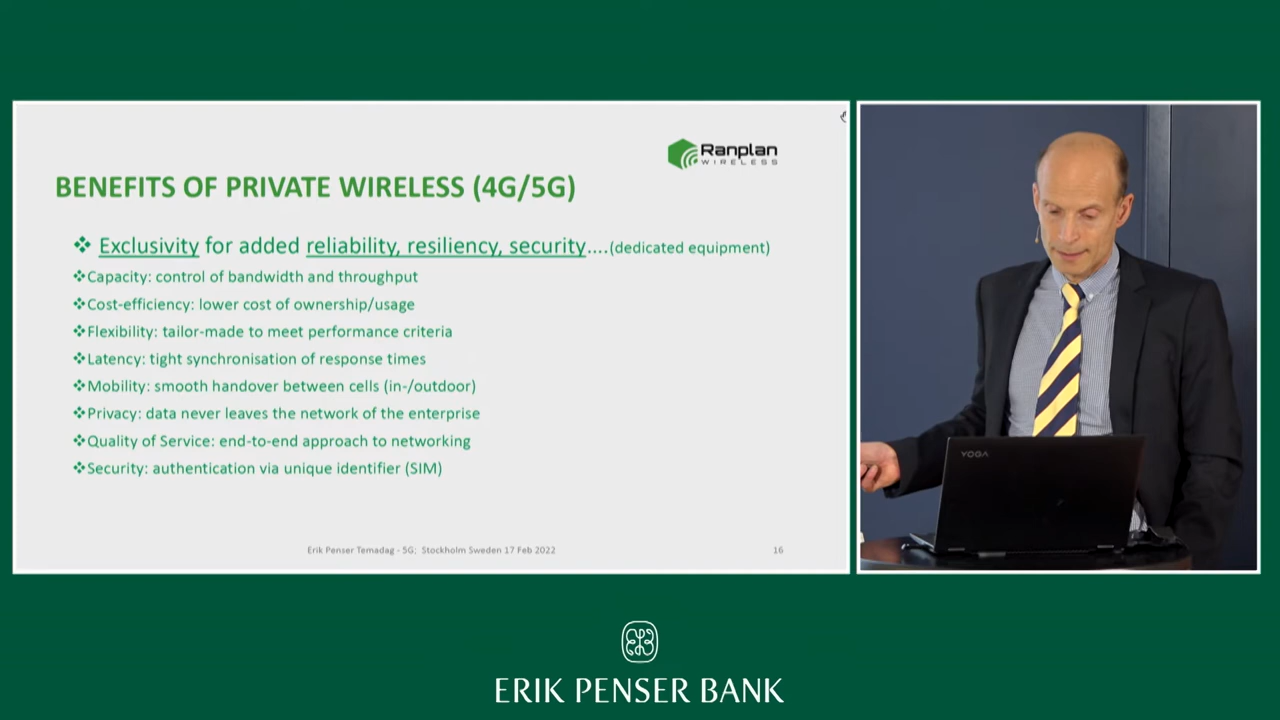 Ranplan
WIRELESS
BENEFITS OF PRIVATE WIRELESS (4G/5G)
❖ Exclusivity for added reliability, resiliency, security....(dedicated equipment)
❖Capacity: control of bandwidth and throughput
❖Cost-efficiency: lower cost of ownership/usage
❖Flexibility: tailor-made to meet performance criteria
❖Latency: tight synchronisation of response times
❖Mobility: smooth handover between cells (in-/outdoor)
❖Privacy: data never leaves the network of the enterprise
❖Quality of Service: end-to-end approach to networking
❖Security: authentication via unique identifier (SIM)
Erik Penser Temadag - 5G; Stockholm Sweden 17 Feb 2022
16
YOGA
ERIK PENSER BANK